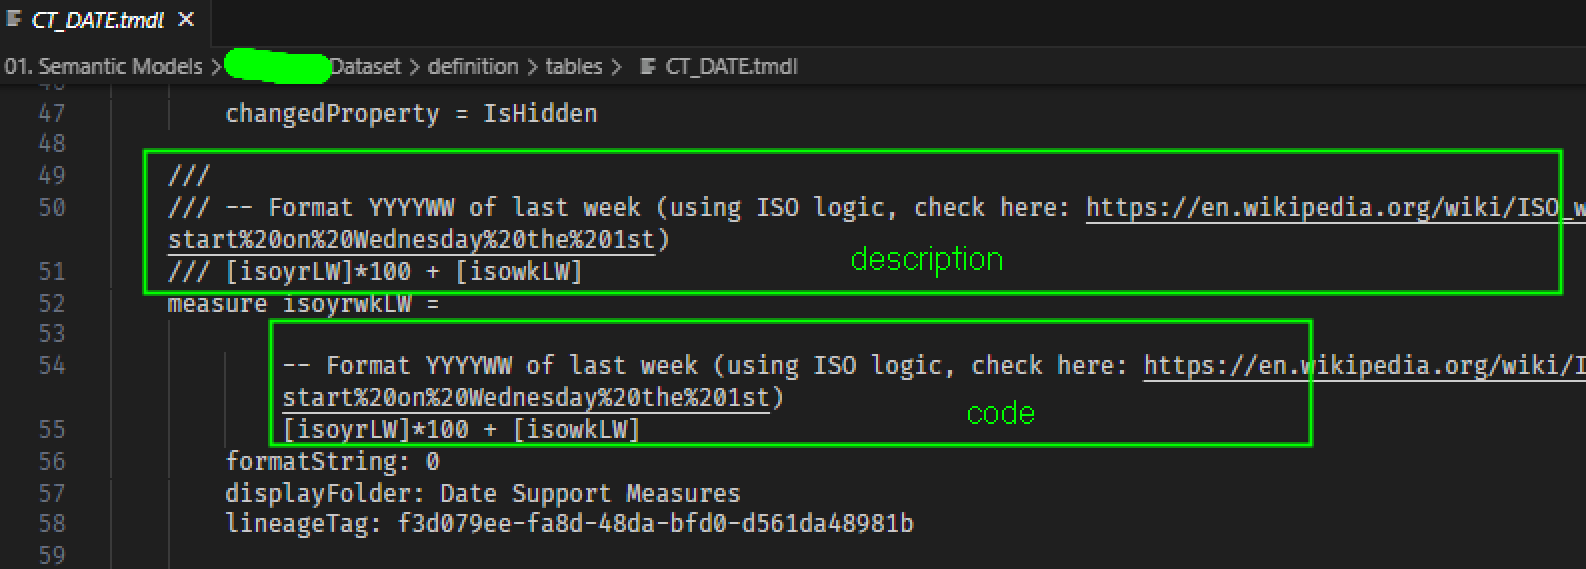 CT_DATE.tmdl ×
01. Semantic Models > Dataset > definition > tables > CT_DATE.tmdl
47 changedProperty = IsHidden
48
49 ///
50 /// -- Format YYYYWW of last week (using ISO logic, check here: https://en.wikipedia.org/wiki/ISO_w
start%20on%20Wednesday%20the%201st)
description
51 /// [isoyrLW]*100 + [isowkLW]
52 measure isoyrwkLW =
53
54 -- Format YYYYWW of last week (using ISO logic, check here: https://en.wikipedia.org/wiki/I
start%20on%20Wednesday%20the%201st)
code
55 [isoyrLW]*100 + [isowkLW]
56 formatString: 0
57 displayFolder: Date Support Measures
58 lineageTag: f3d079ee-fa8d-48da-bfd0-d561da48981b
59